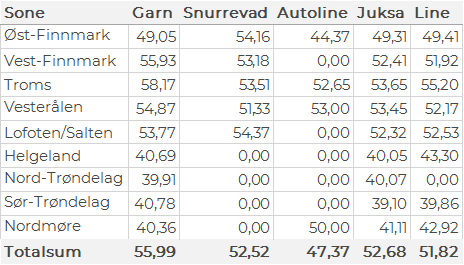 Sone Garn Snurrevad Autoline Juksa Line
Øst-Finnmark 49,05 54,16 44,37 49,31 49,41
Vest-Finnmark 55,93 53,18 0,00 52,41 51,92
Troms 58,17 53,51 52,65 53,65 55,20
Vesterålen 54,87 51,33 53,00 53,45 52,17
Lofoten/Salten 53,77 54,37 0,00 52,32 52,53
Helgeland 40,69 0,00 0,00 40,05 43,30
Nord-Trøndelag 39,91 0,00 0,00 40,07 0,00
Sør-Trøndelag 40,78 0,00 0,00 39,10 39,86
Nordmøre 40,36 0,00 50,00 41,11 42,92
Totalsum 55,99 52,52 47,37 52,68 51,82